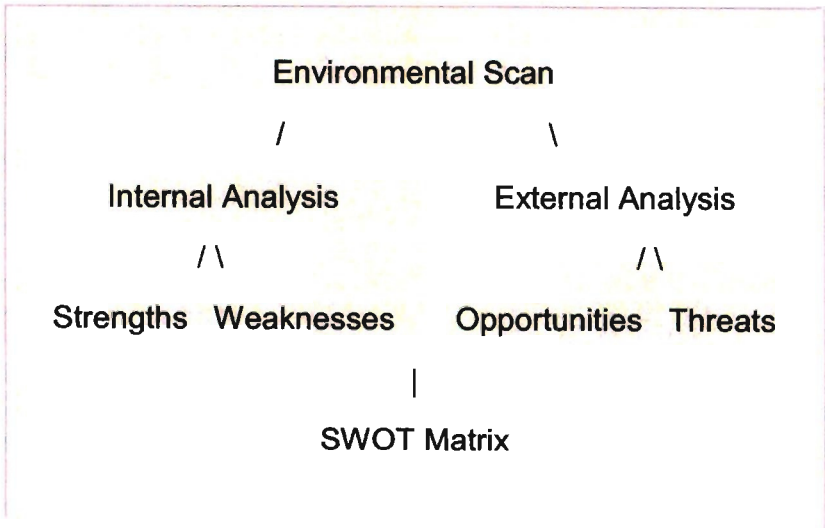 Environmental Scan
/ \
Internal Analysis External Analysis
/ \ / \
Strengths Weaknesses Opportunities Threats
|
SWOT Matrix